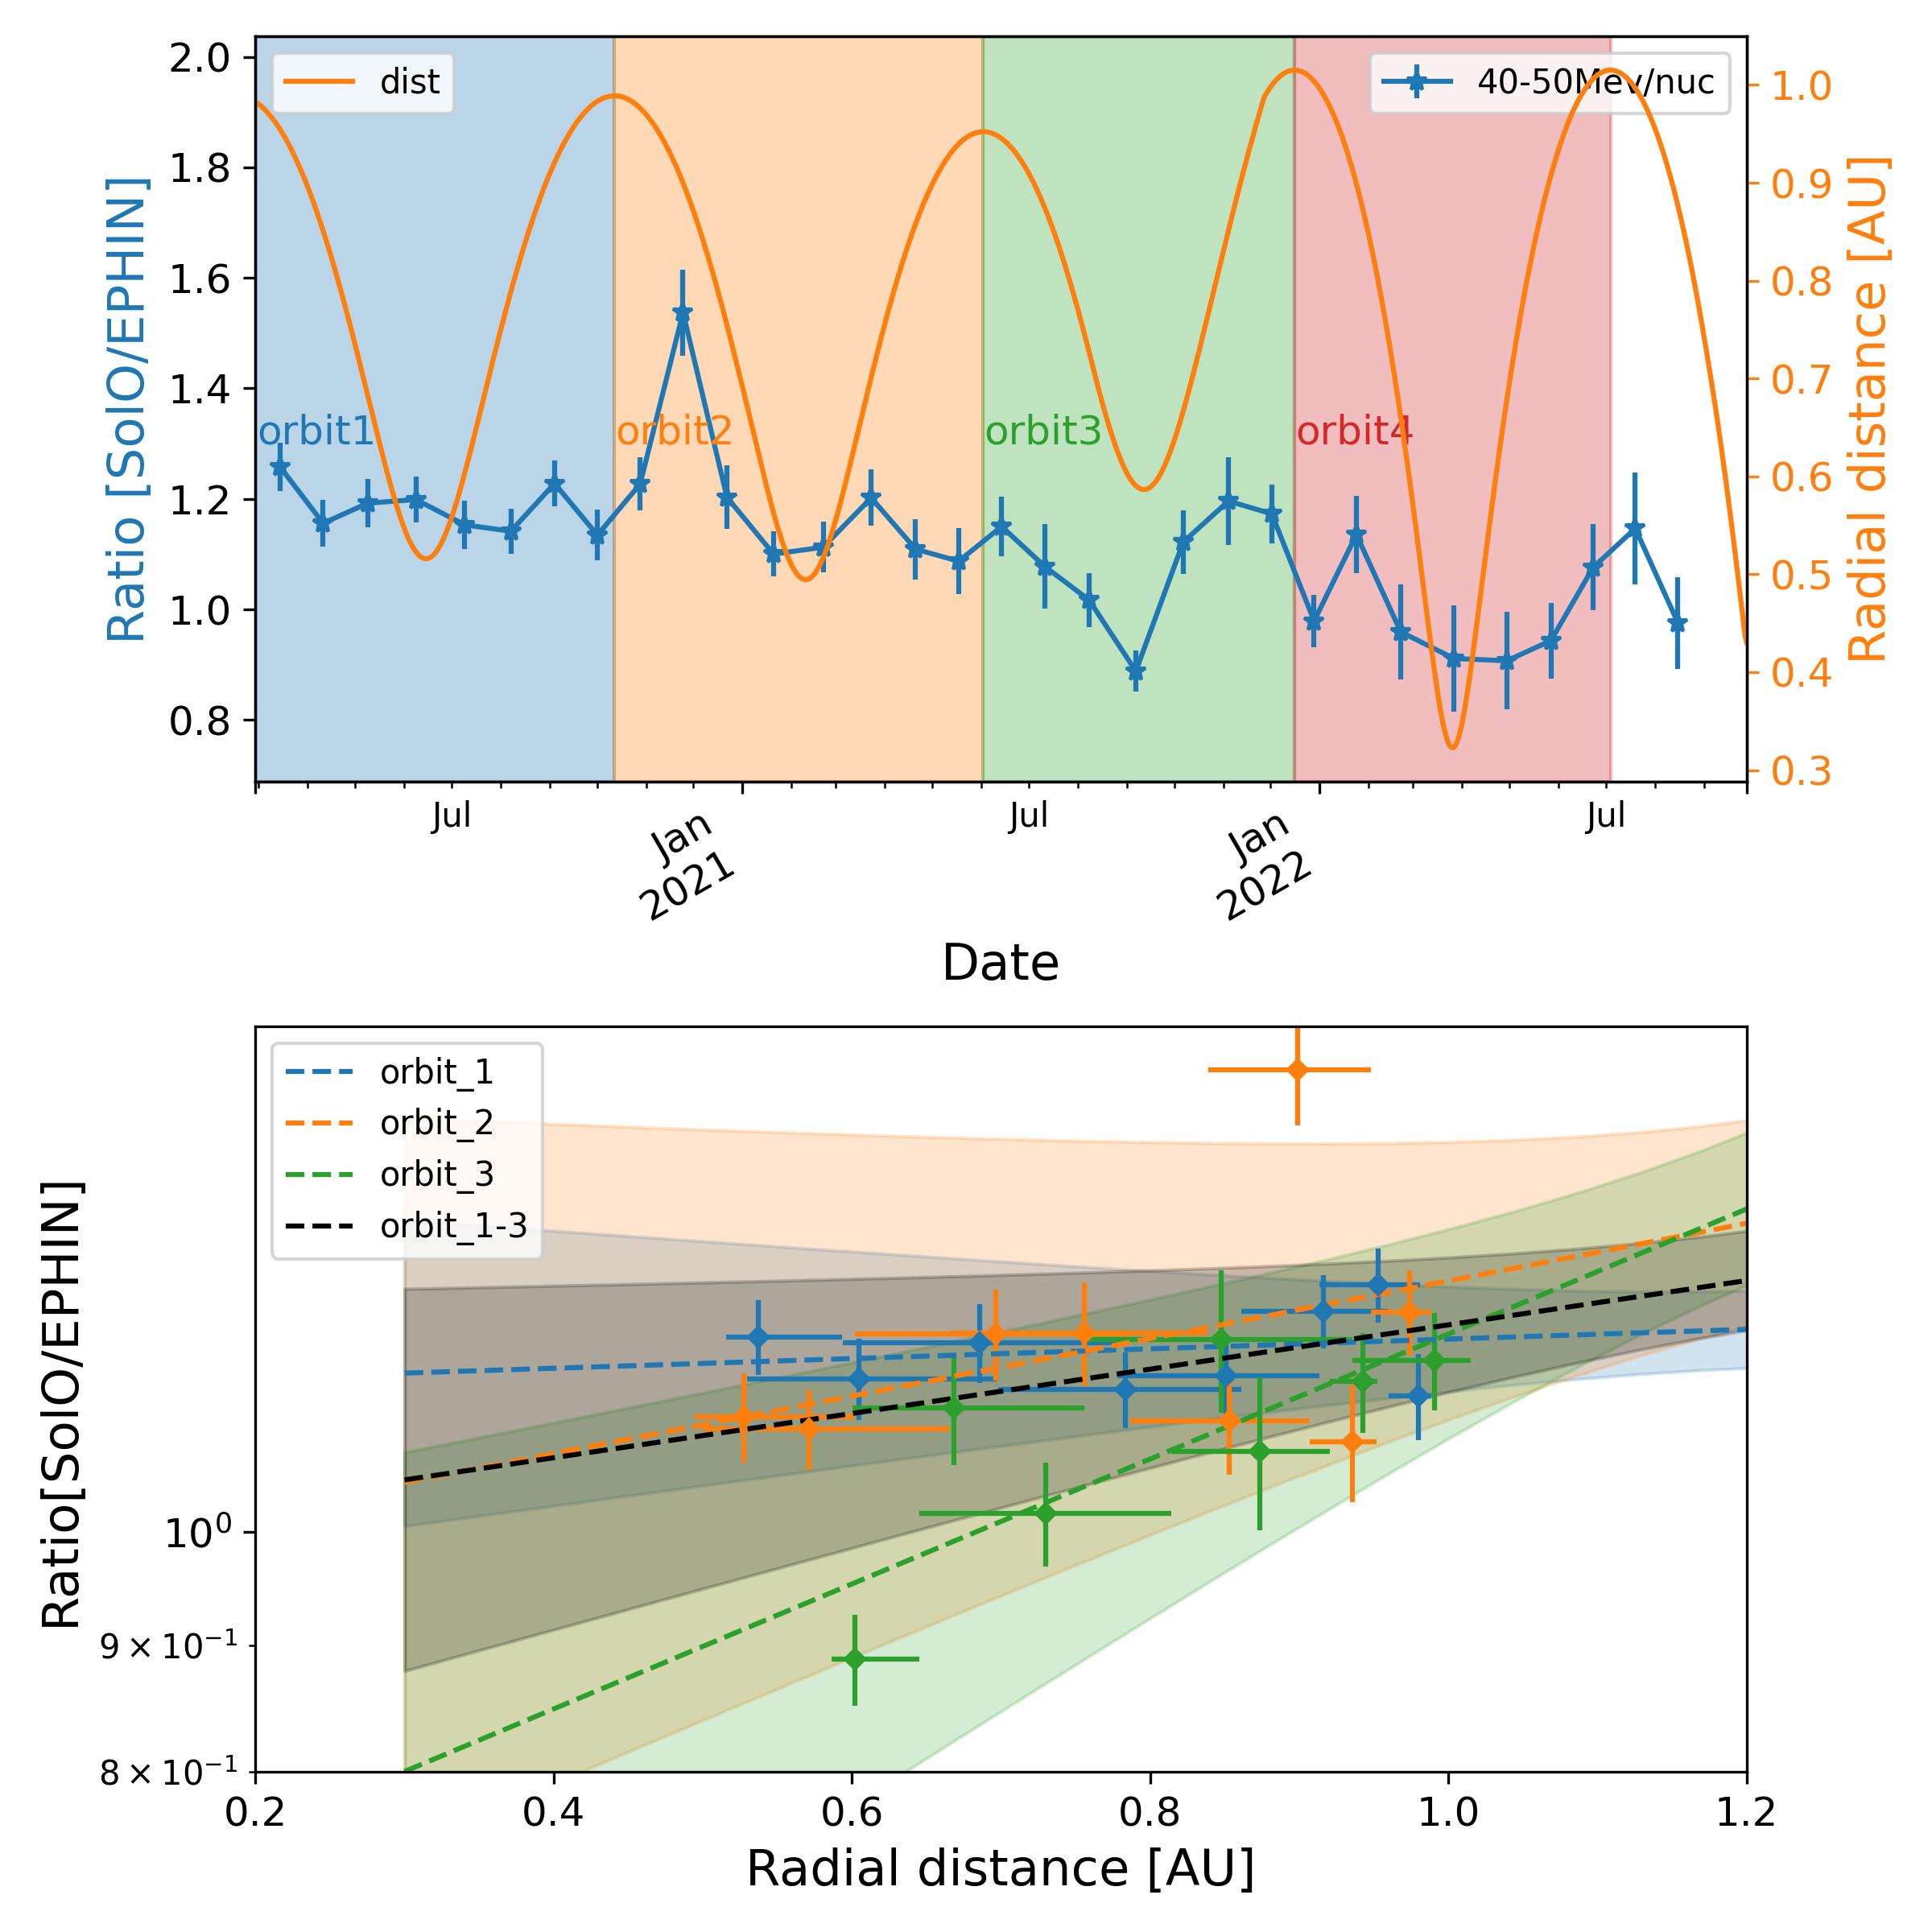 dist
40-50Mev/nuc
2.0
1.8
1.6
1.4
1.2
1.0
0.8
Ratio [SolO/EPHIN]
orbit1
orbit2
orbit3
orbit4
1.0
0.9
0.8
0.7
0.6
0.5
0.4
0.3
Radial distance [AU]
Jul
Jan
2021
Jul
Jan
2022
Jul
Date
orbit_1
orbit_2
orbit_3
orbit_1-3
Ratio[SolO/EPHIN]
10⁰
9 × 10⁻¹
8 × 10⁻¹
0.2
0.4
0.6
0.8
1.0
1.2
Radial distance [AU]